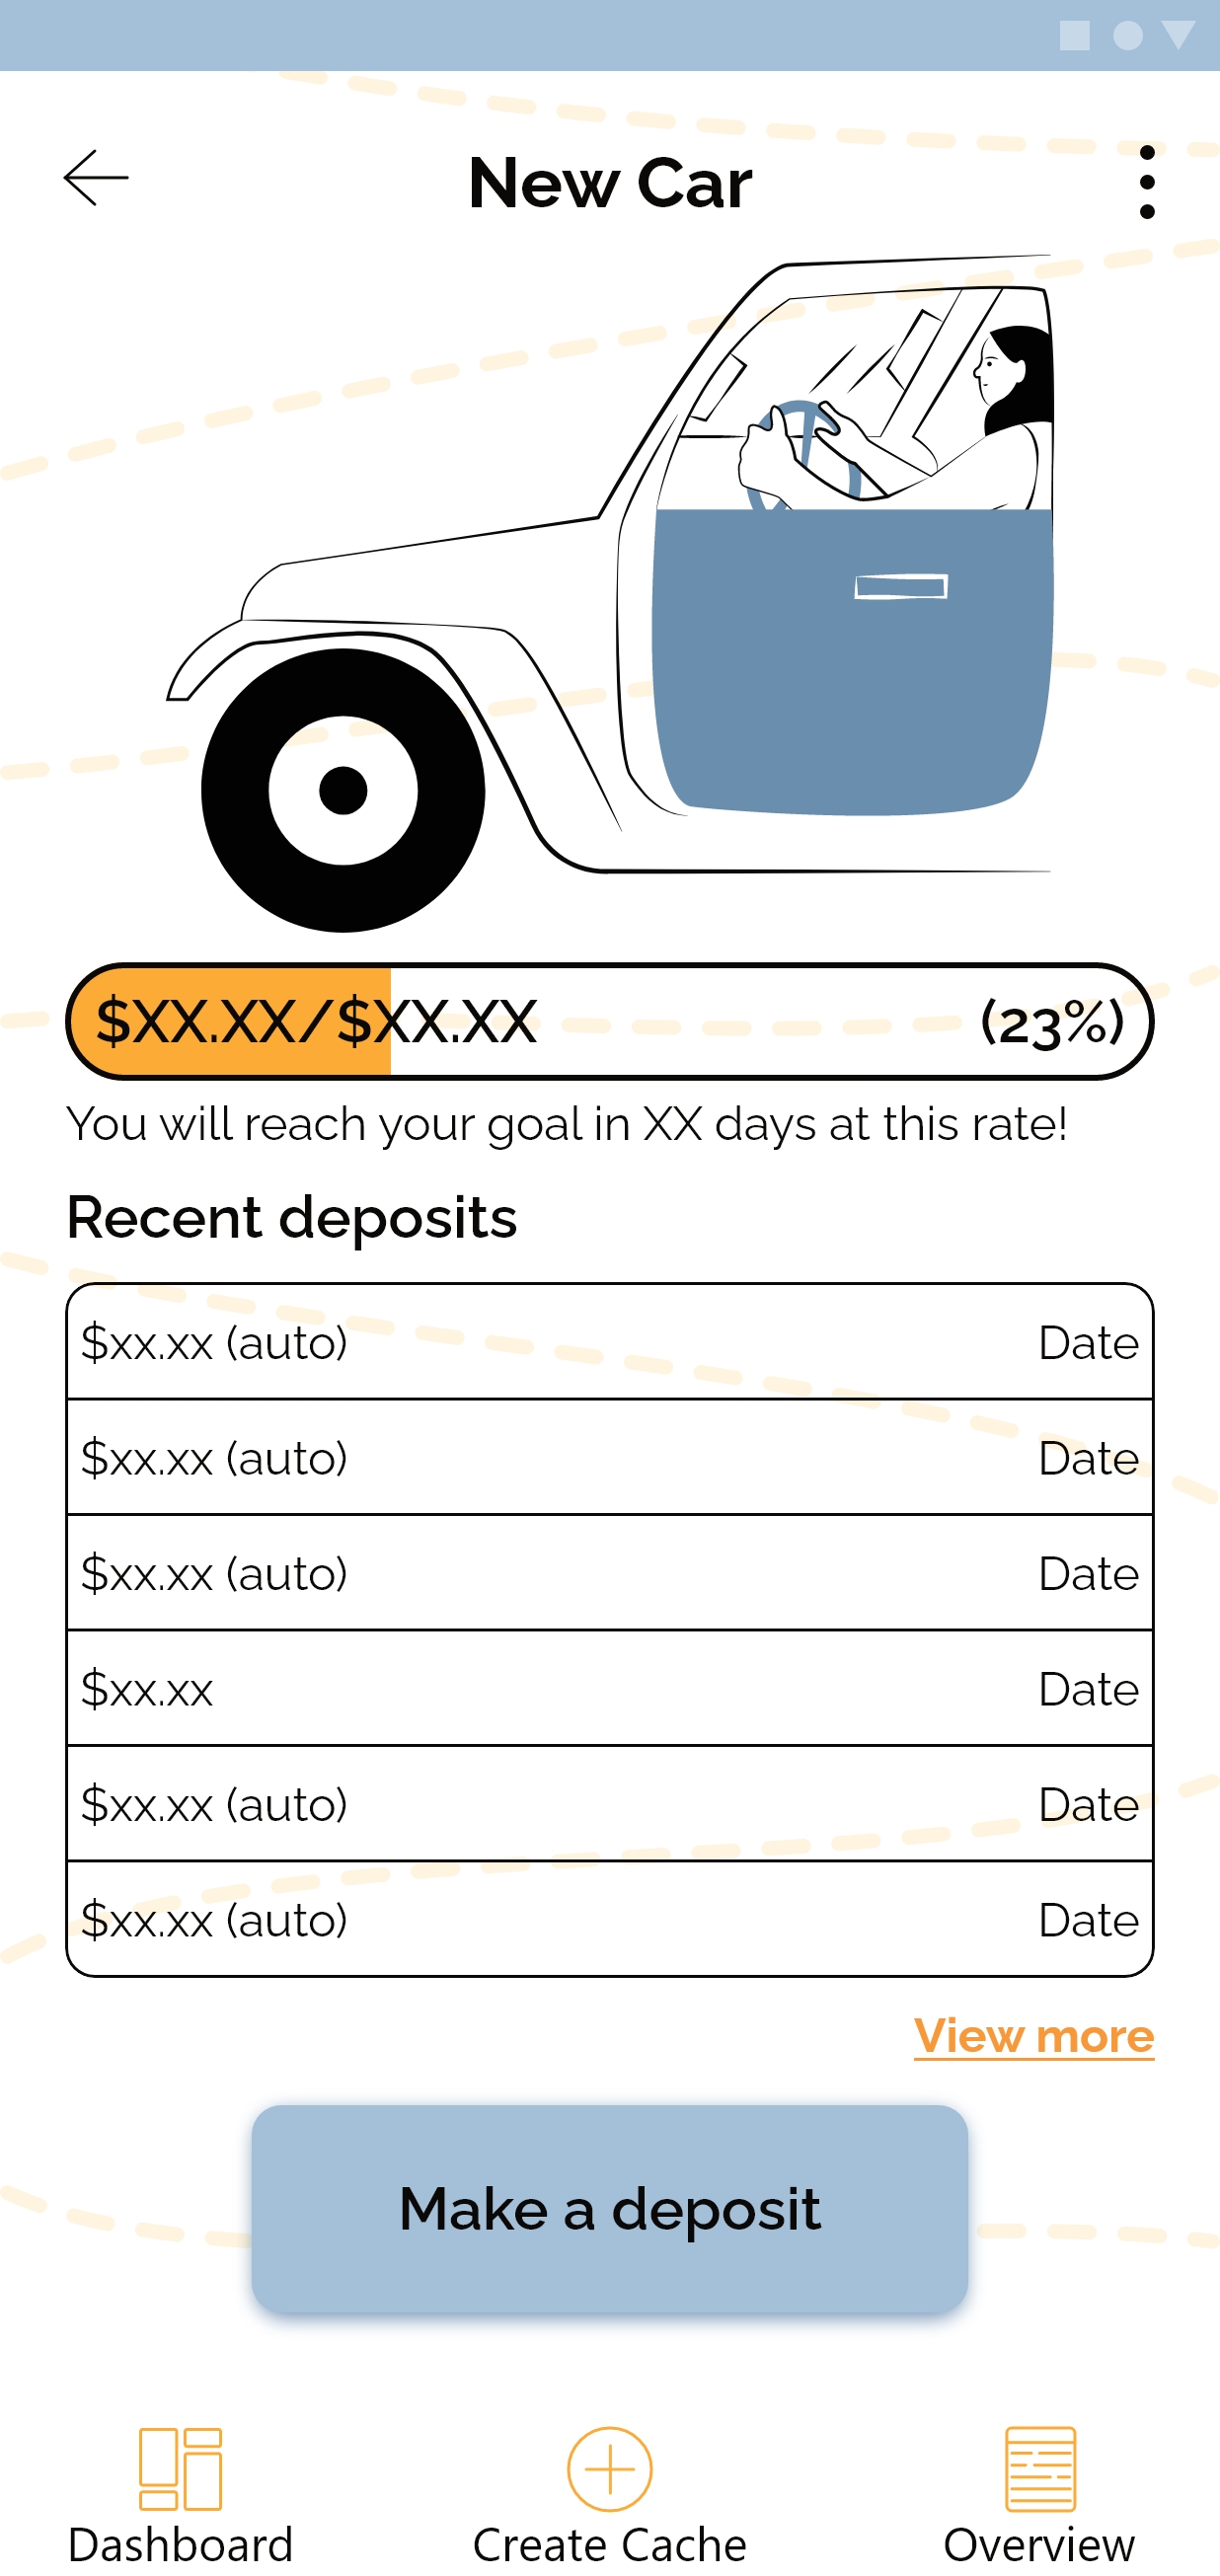 New Car
$XX.XX/$XX.XX (23%)
You will reach your goal in XX days at this rate!
Recent deposits
$xx.xx (auto) Date
$xx.xx (auto) Date
$xx.xx (auto) Date
$xx.xx Date
$xx.xx (auto) Date
$xx.xx (auto) Date
View more
Make a deposit
Dashboard Create Cache Overview